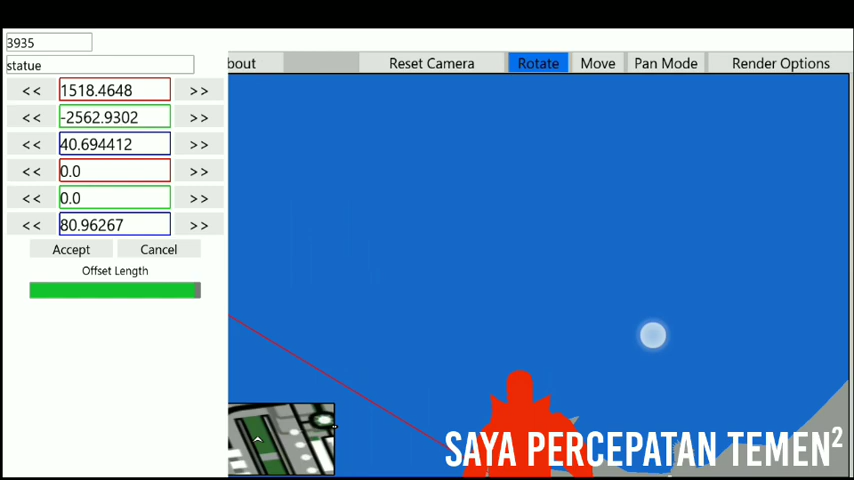 3935
statue
bout
Reset Camera
Rotate
Move
Pan Mode
Render Options
<< 1518.4648 >>
<< -2562.9302 >>
<< 40.694412 >>
<< 0.0 >>
<< 0.0 >>
<< 80.96267 >>
Accept
Cancel
Offset Length
SAYA PERCEPATAN TEMEN²